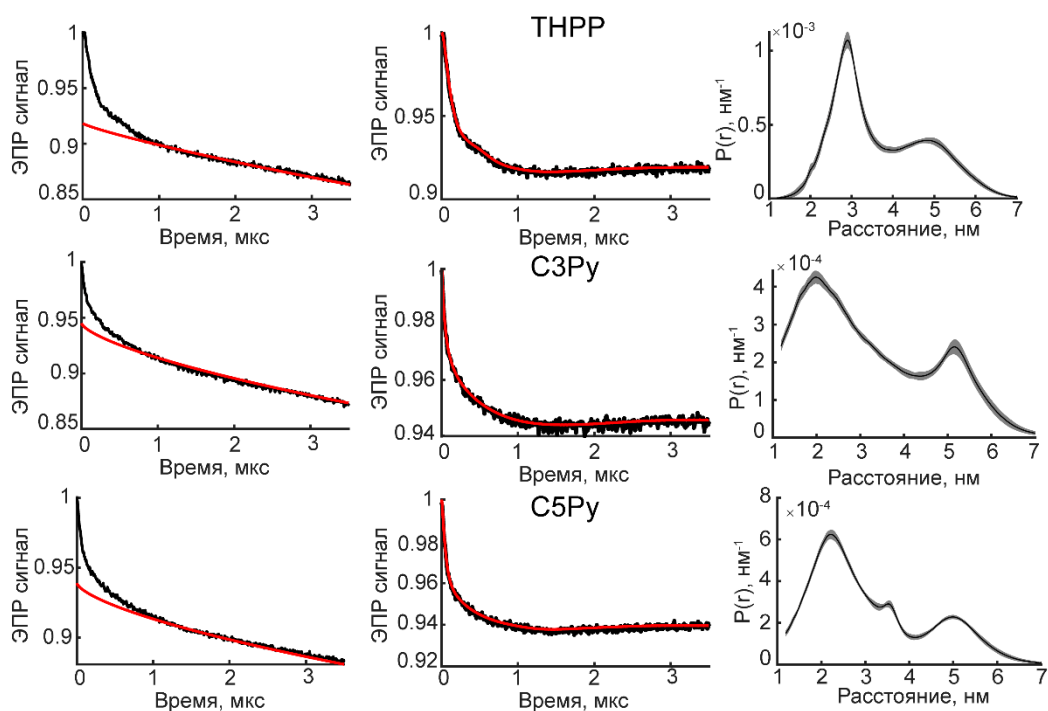 THPP
ЭПР сигнал
1
0.95
0.9
0.85
0 1 2 3
Время, мкс
ЭПР сигнал
1
0.95
0.9
0 1 2 3
Время, мкс
×10⁻³
P(r), нм⁻¹
1
0.5
0
1 2 3 4 5 6 7
Расстояние, нм
C3Py
ЭПР сигнал
1
0.95
0.9
0.85
0 1 2 3
Время, мкс
ЭПР сигнал
1
0.98
0.96
0.94
0 1 2 3
Время, мкс
×10⁻⁴
P(r), нм⁻¹
4
3
2
1
0
1 2 3 4 5 6 7
Расстояние, нм
C5Py
ЭПР сигнал
1
0.95
0.9
0 1 2 3
Время, мкс
ЭПР сигнал
1
0.98
0.96
0.94
0.92
0 1 2 3
Время, мкс
8
×10⁻⁴
P(r), нм⁻¹
6
4
2
0
1 2 3 4 5 6 7
Расстояние, нм